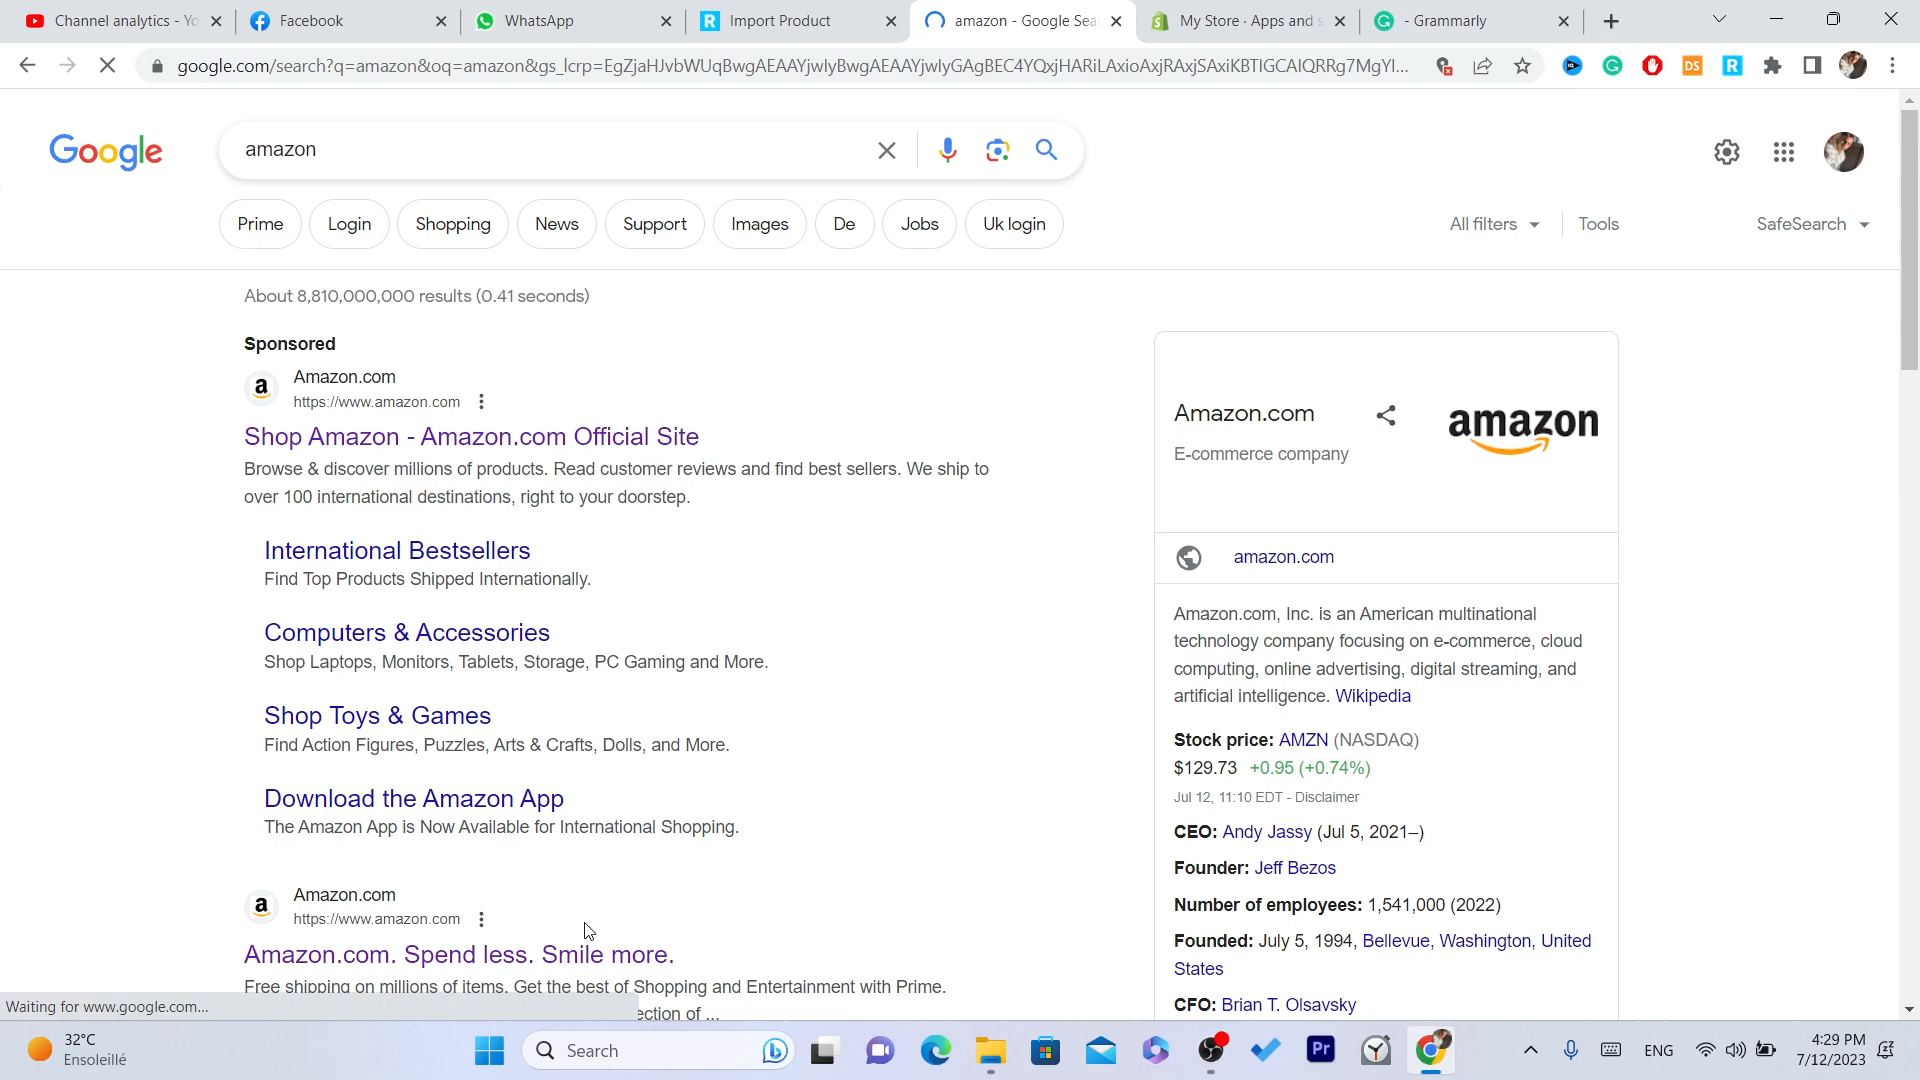 Channel analytics - Yo
Facebook
WhatsApp
Import Product
amazon - Google Sea
My Store · Apps and s
- Grammarly
google.com/search?q=amazon&oq=amazon&gs_lcrp=EgZjaHJvbWUqBwgAEAAYjwIyBwgAEAAYjwIyGAgBEC4YQxjHARiLAxioAxjRAxjSAxiKBTIGCAIQRRg7MgYI...
Google
amazon
Prime
Login
Shopping
News
Support
Images
De
Jobs
Uk login
All filters
Tools
SafeSearch
About 8,810,000,000 results (0.41 seconds)
Sponsored
a
Amazon.com
https://www.amazon.com
Shop Amazon - Amazon.com Official Site
Browse & discover millions of products. Read customer reviews and find best sellers. We ship to
over 100 international destinations, right to your doorstep.
International Bestsellers
Find Top Products Shipped Internationally.
Computers & Accessories
Shop Laptops, Monitors, Tablets, Storage, PC Gaming and More.
Shop Toys & Games
Find Action Figures, Puzzles, Arts & Crafts, Dolls, and More.
Download the Amazon App
The Amazon App is Now Available for International Shopping.
a
Amazon.com
https://www.amazon.com
Amazon.com. Spend less. Smile more.
Free shipping on millions of items. Get the best of Shopping and Entertainment with Prime.
ection of ...
Amazon.com
E-commerce company
amazon
amazon.com
Amazon.com, Inc. is an American multinational
technology company focusing on e-commerce, cloud
computing, online advertising, digital streaming, and
artificial intelligence. Wikipedia
Stock price: AMZN (NASDAQ)
$129.73 +0.95 (+0.74%)
Jul 12, 11:10 EDT - Disclaimer
CEO: Andy Jassy (Jul 5, 2021–)
Founder: Jeff Bezos
Number of employees: 1,541,000 (2022)
Founded: July 5, 1994, Bellevue, Washington, United
States
CFO: Brian T. Olsavsky
Waiting for www.google.com...
32°C
Ensoleillé
Search
Pr
ENG
4:29 PM
7/12/2023